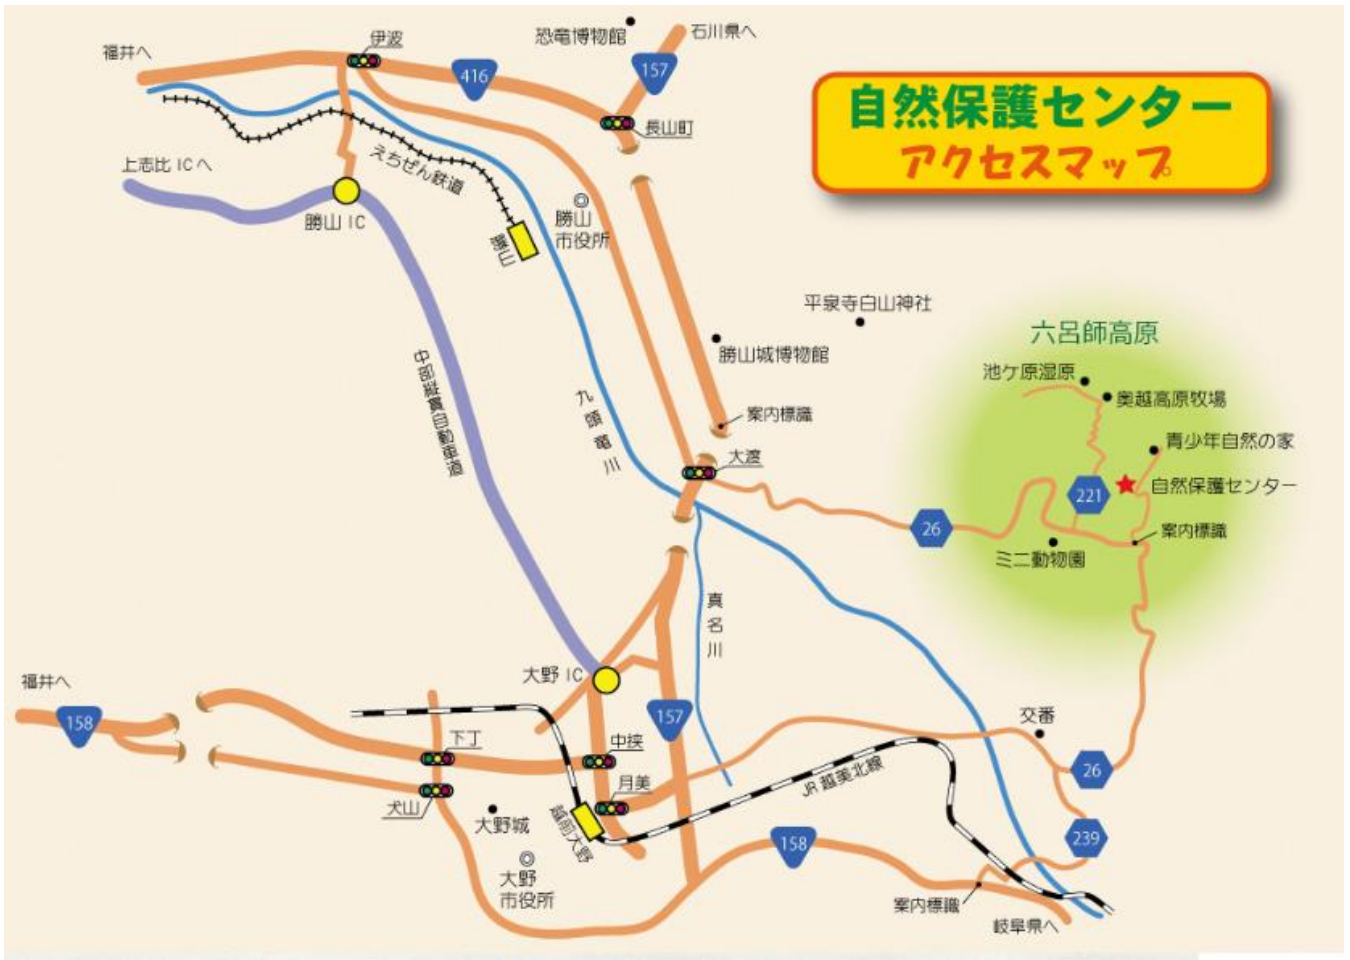 自然保護センター
アクセスマップ
福井へ
伊波
416
恐竜博物館
石川県へ
157
長山町
上志比 ICへ
えちぜん鉄道
勝山 IC
勝山
勝山
市役所
中部縦貫自動車道
九頭竜川
平泉寺白山神社
勝山城博物館
案内標識
大渡
六呂師高原
池ケ原湿原
奥越高原牧場
青少年自然の家
221
自然保護センター
26
案内標識
ミニ動物園
真名川
大野 IC
福井へ
158
157
下丁
中挟
交番
月美
26
犬山
大野城
越前大野
JR 越美北線
239
158
大野
市役所
案内標識
岐阜県へ